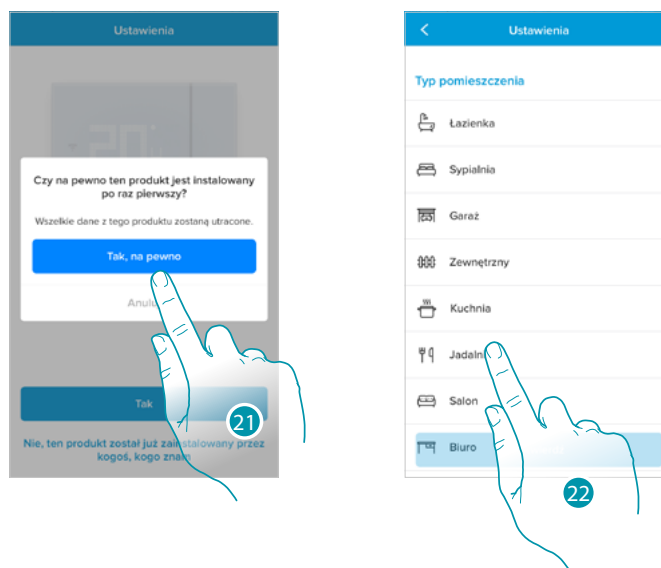 Ustawienia
20
Czy na pewno ten produkt jest instalowany
po raz pierwszy?
Wszelkie dane z tego produktu zostaną utracone.
Tak, na pewno
Tak
21
Nie, ten produkt został już zainstalowany przez
kogoś, kogo znam
Ustawienia
Typ pomieszczenia
Łazienka
Sypialnia
Garaż
Zewnętrzny
Kuchnia
Salon
Biuro
22